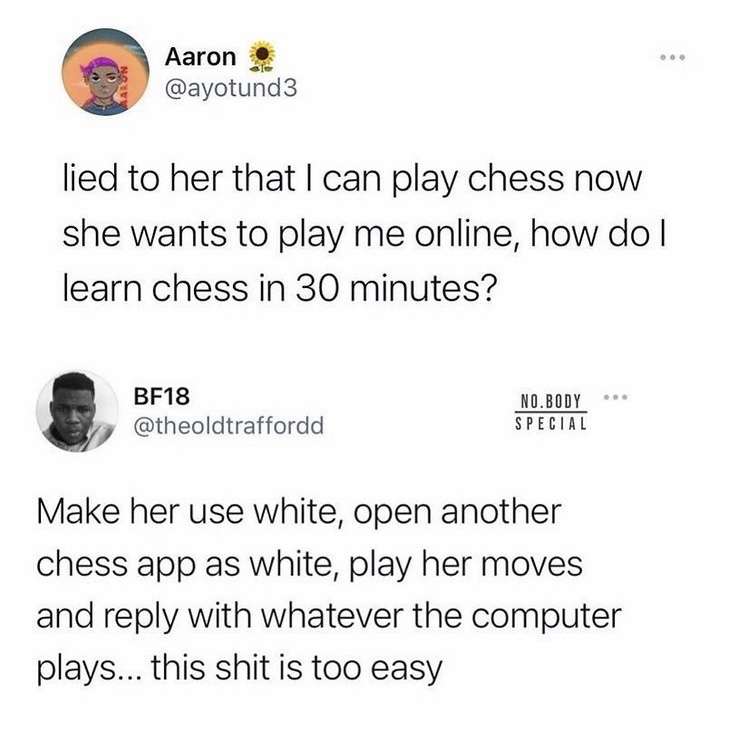 Aaron 🌻
@ayotund3
lied to her that I can play chess now
she wants to play me online, how do I
learn chess in 30 minutes?
BF18
@theoldtraffordd
NO.BODY
SPECIAL
Make her use white, open another
chess app as white, play her moves
and reply with whatever the computer
plays... this shit is too easy